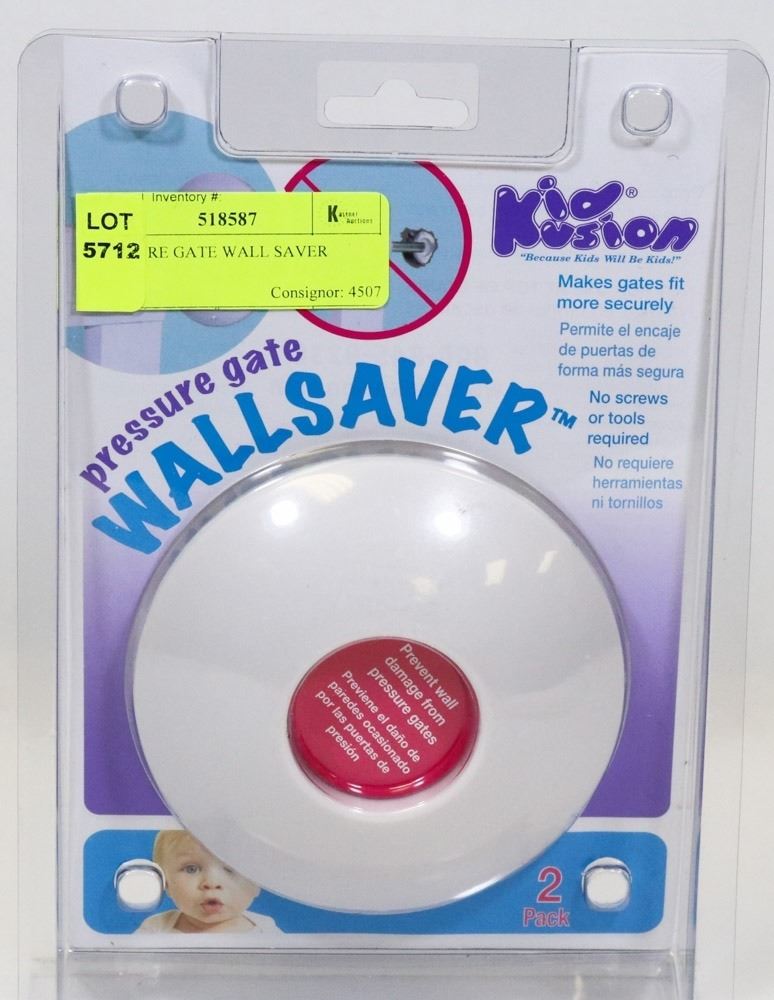 Inventory #:
LOT
5712
518587
Kastner
Auctions
RE GATE WALL SAVER
Consignor: 4507
Kid Kusion®
"Because Kids Will Be Kids!"
Makes gates fit
more securely
Permite el encaje
de puertas de
forma más segura
No screws
or tools
required
No requiere
herramientas
ni tornillos
pressure gate
WALLSAVER™
Prevent wall
damage from
pressure gates
Previene el daño de
paredes ocasionado
por las puertas de
presión
2
Pack